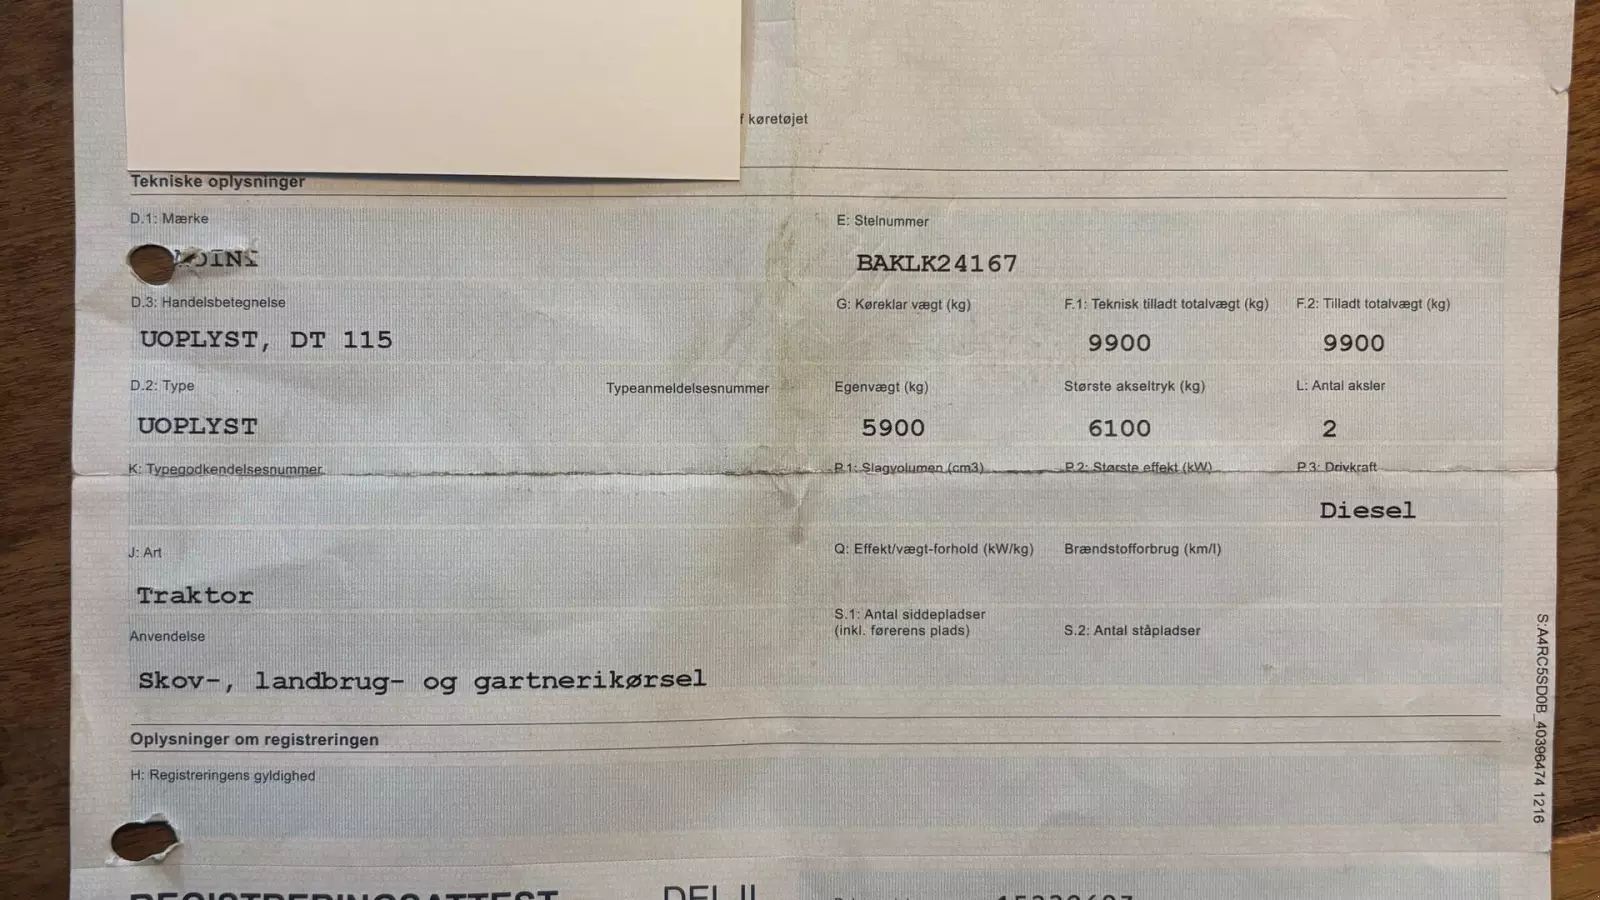 f køretøjet
Tekniske oplysninger
D.1: Mærke
E: Stelnummer
BAKLK24167
D.3: Handelsbetegnelse
G: Køreklar vægt (kg)
F.1: Teknisk tilladt totalvægt (kg)
F.2: Tilladt totalvægt (kg)
UOPLYST, DT 115
9900
9900
D.2: Type
Typeanmeldelsesnummer
Egenvægt (kg)
Største akseltryk (kg)
L: Antal aksler
UOPLYST
5900
6100
2
K: Typegodkendelsesnummer
P.1: Slagvolumen (cm3)
P.2: Største effekt (kW)
P.3: Drivkraft
Diesel
J: Art
Q: Effekt/vægt-forhold (kW/kg)
Brændstofforbrug (km/l)
Traktor
S.1: Antal siddepladser
(inkl. førerens plads)
S.2: Antal ståpladser
Anvendelse
Skov-, landbrug- og gartnerikørsel
Oplysninger om registreringen
H: Registreringens gyldighed
S:A4RC5SD0B_40396474 1216
REGISTRERINGSATTEST
DEL II